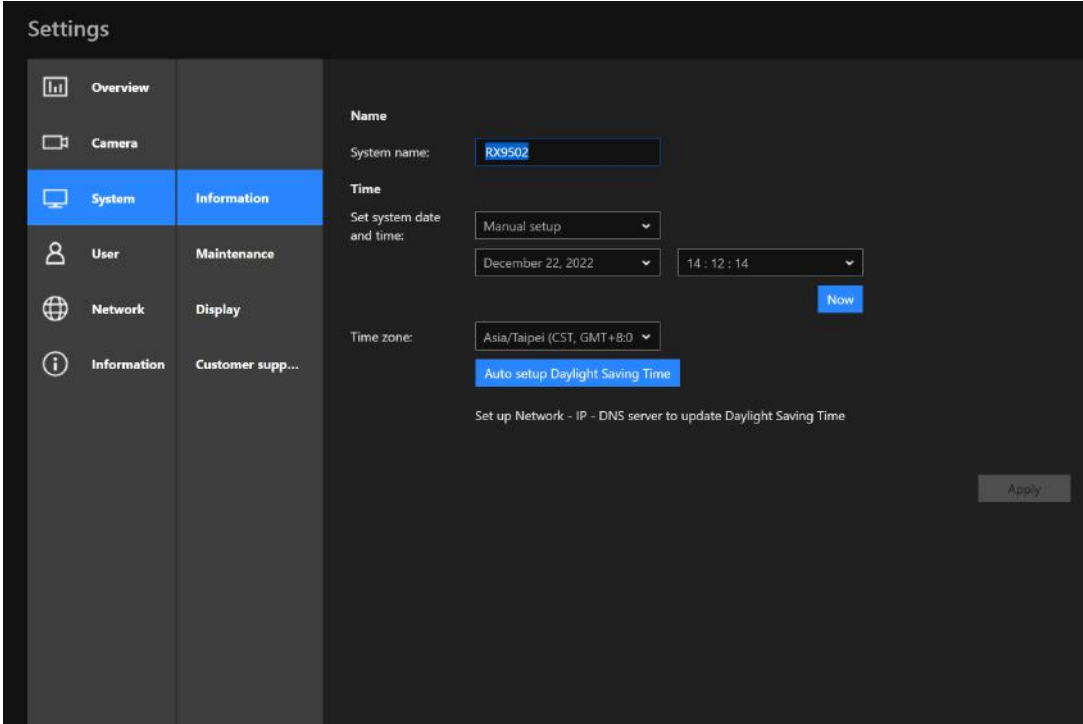 Settings
Overview
Camera
System
User
Network
Information
Information
Maintenance
Display
Customer supp...
Name
System name: RX9502
Time
Set system date
and time:
Manual setup
December 22, 2022 14 : 12 : 14
Now
Time zone: Asia/Taipei (CST, GMT+8:0
Auto setup Daylight Saving Time
Set up Network - IP - DNS server to update Daylight Saving Time
Apply